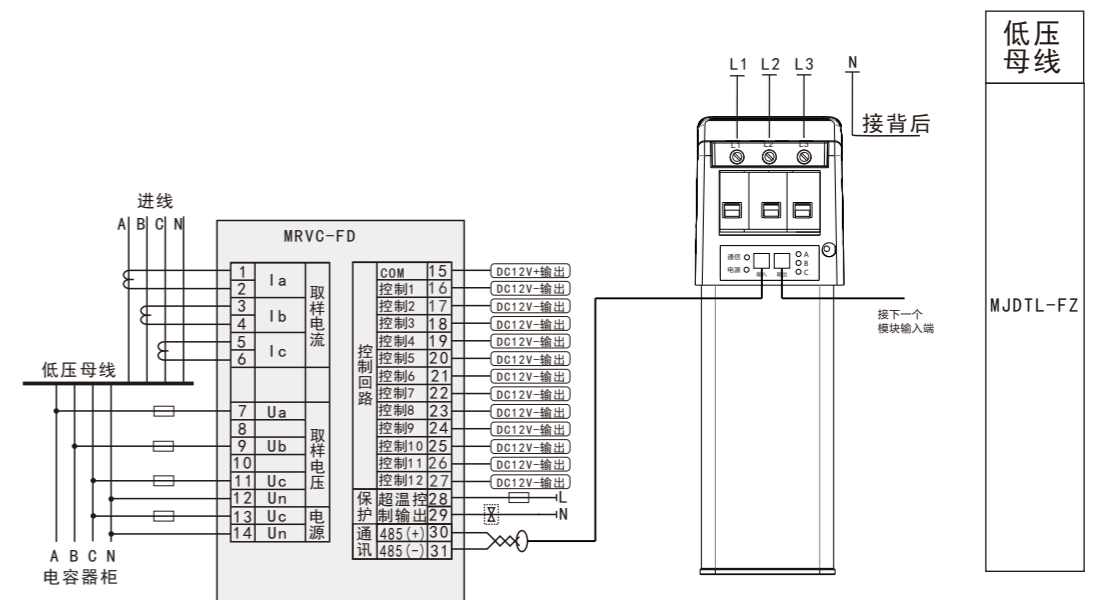 低压
母线
MJDTL-FZ
L1 L2 L3 N
接背后
L1 L2 L3
通信
电源
输入 输出
A
B
C
接下一个
模块输入端
进线
A B C N
低压母线
A B C N
电容器柜
MRVC-FD
1 Ia
2
3 Ib
4
5 Ic
6
取样电流
7 Ua
8
9 Ub
10
11 Uc
12 Un
取样电压
13 Uc
14 Un
电源
控制回路
COM 15 DC12V+输出
控制1 16 DC12V-输出
控制2 17 DC12V-输出
控制3 18 DC12V-输出
控制4 19 DC12V-输出
控制5 20 DC12V-输出
控制6 21 DC12V-输出
控制7 22 DC12V-输出
控制8 23 DC12V-输出
控制9 24 DC12V-输出
控制10 25 DC12V-输出
控制11 26 DC12V-输出
控制12 27 DC12V-输出
保护
超温控 28 L
制输出 29 N
通讯
485(+) 30
485(-) 31